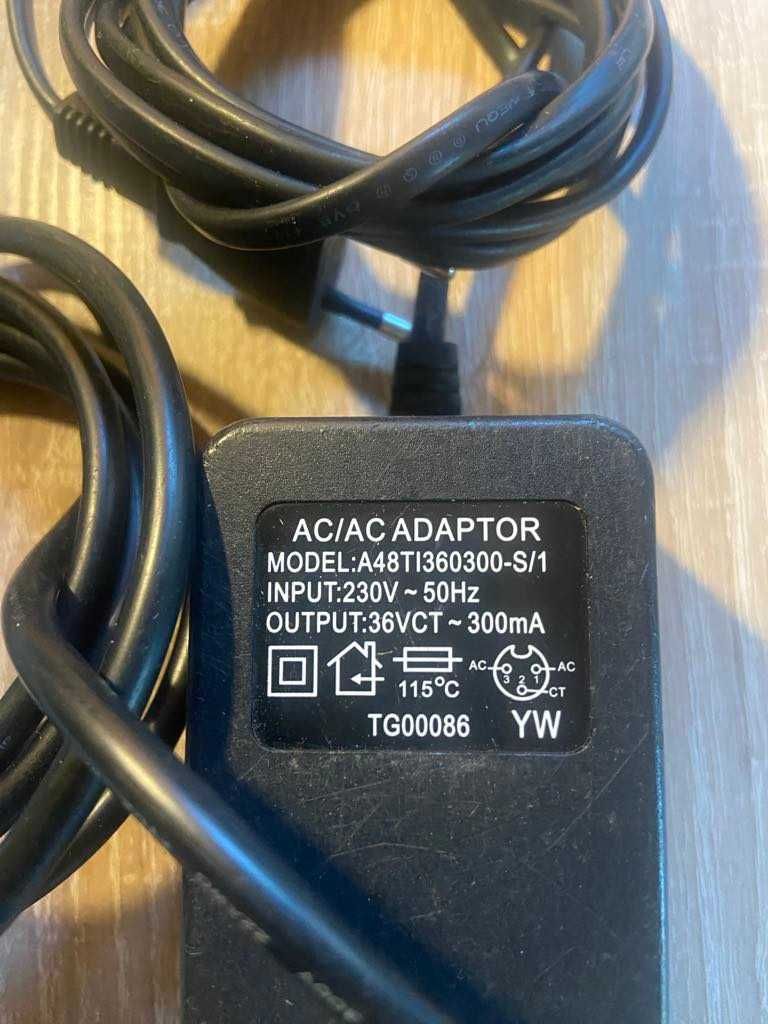 AC/AC ADAPTOR
MODEL:A48TI360300-S/1
INPUT:230V ~ 50Hz
OUTPUT:36VCT ~ 300mA
AC 3 2 1 AC
CT
115°C
TG00086 YW